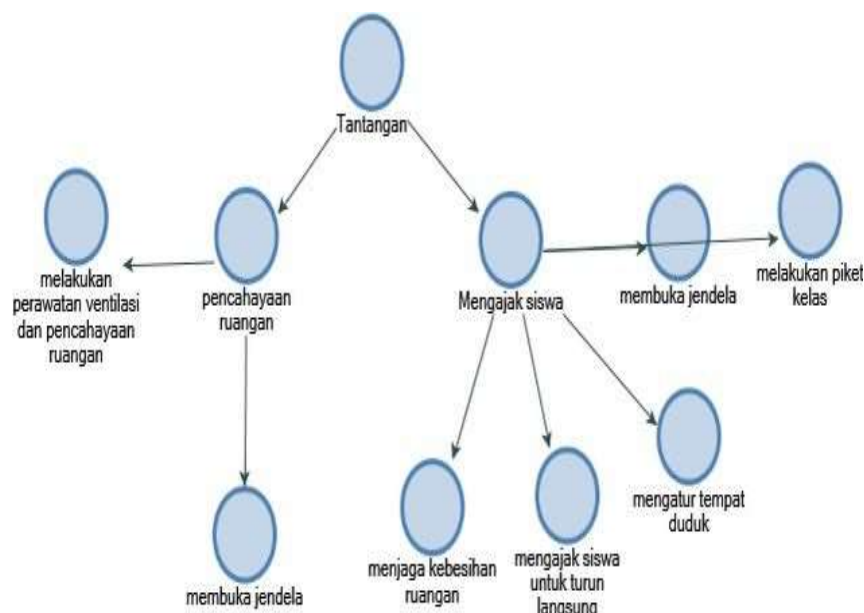 Tantangan
melakukan
perawatan ventilasi
dan pencahayaan
ruangan
pencahayaan
ruangan
Mengajak siswa
membuka jendela
melakukan piket
kelas
membuka jendela
menjaga kebesihan
ruangan
mengajak siswa
untuk turun
langsung
mengatur tempat
duduk